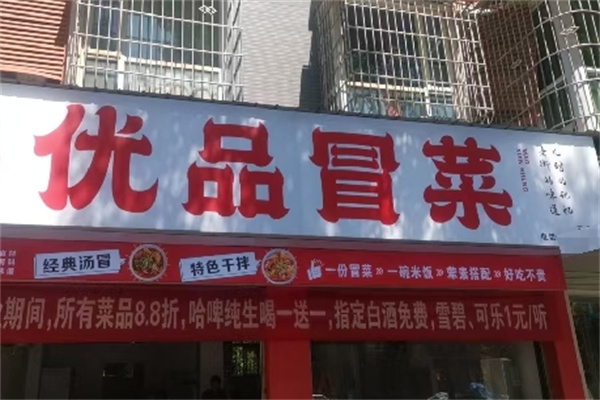 优品冒菜
经典汤冒
特色干拌
一份冒菜»一碗米饭»荤素搭配»好吃不贵
期间,所有菜品8.8折,哈啤纯生喝一送一,指定白酒免费,雪碧、可乐1元/听